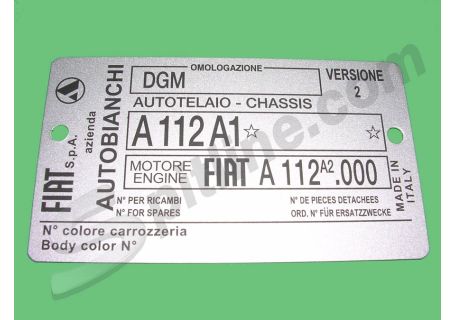 OMOLOGAZIONE
DGM
VERSIONE
2
AUTOTELAIO - CHASSIS
A 112 A1 ☆ ☆
MOTORE
ENGINE
FIAT A 112 A2.000
N° PER RICAMBI
N° FOR SPARES
N° DE PIECES DETACHEES
ORD. N° FÜR ERSATZZWECKE
N° colore carrozzeria
Body color N°
FIAT S.p.A.
azienda
AUTOBIANCHI
MADE IN
ITALY
A